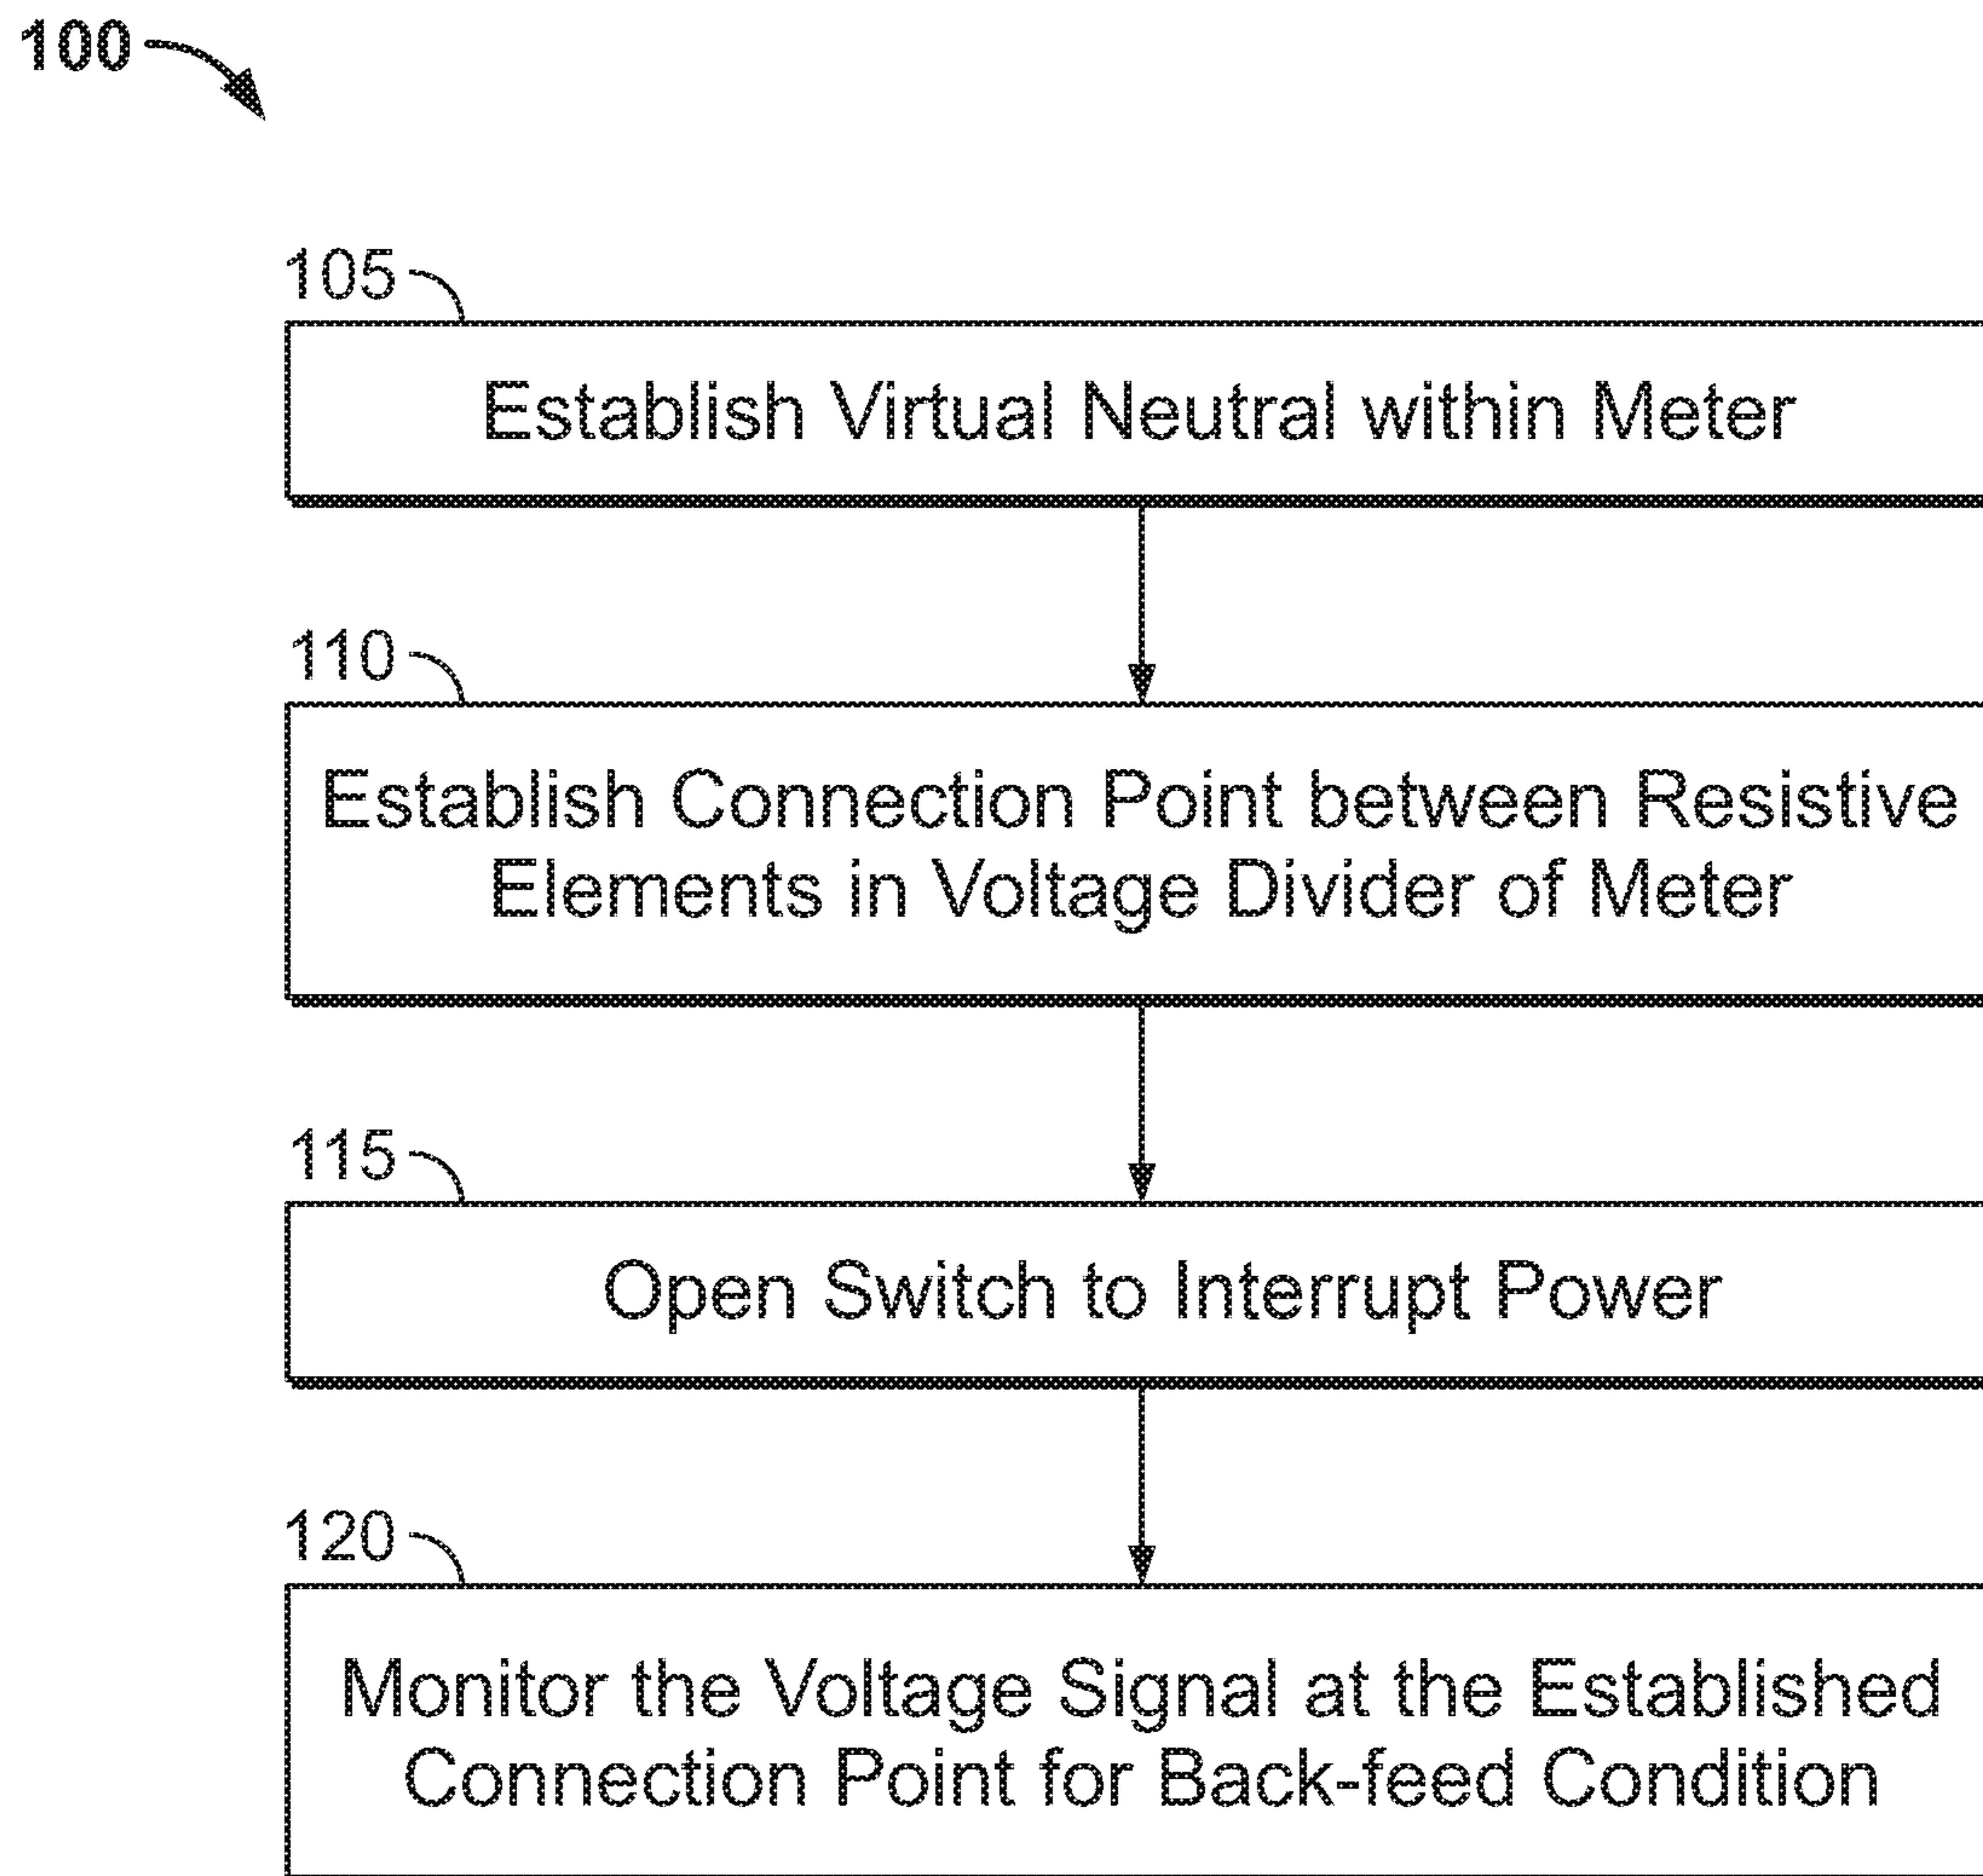 100
105
Establish Virtual Neutral within Meter
110
Establish Connection Point between Resistive
Elements in Voltage Divider of Meter
115
Open Switch to Interrupt Power
120
Monitor the Voltage Signal at the Established
Connection Point for Back-feed Condition